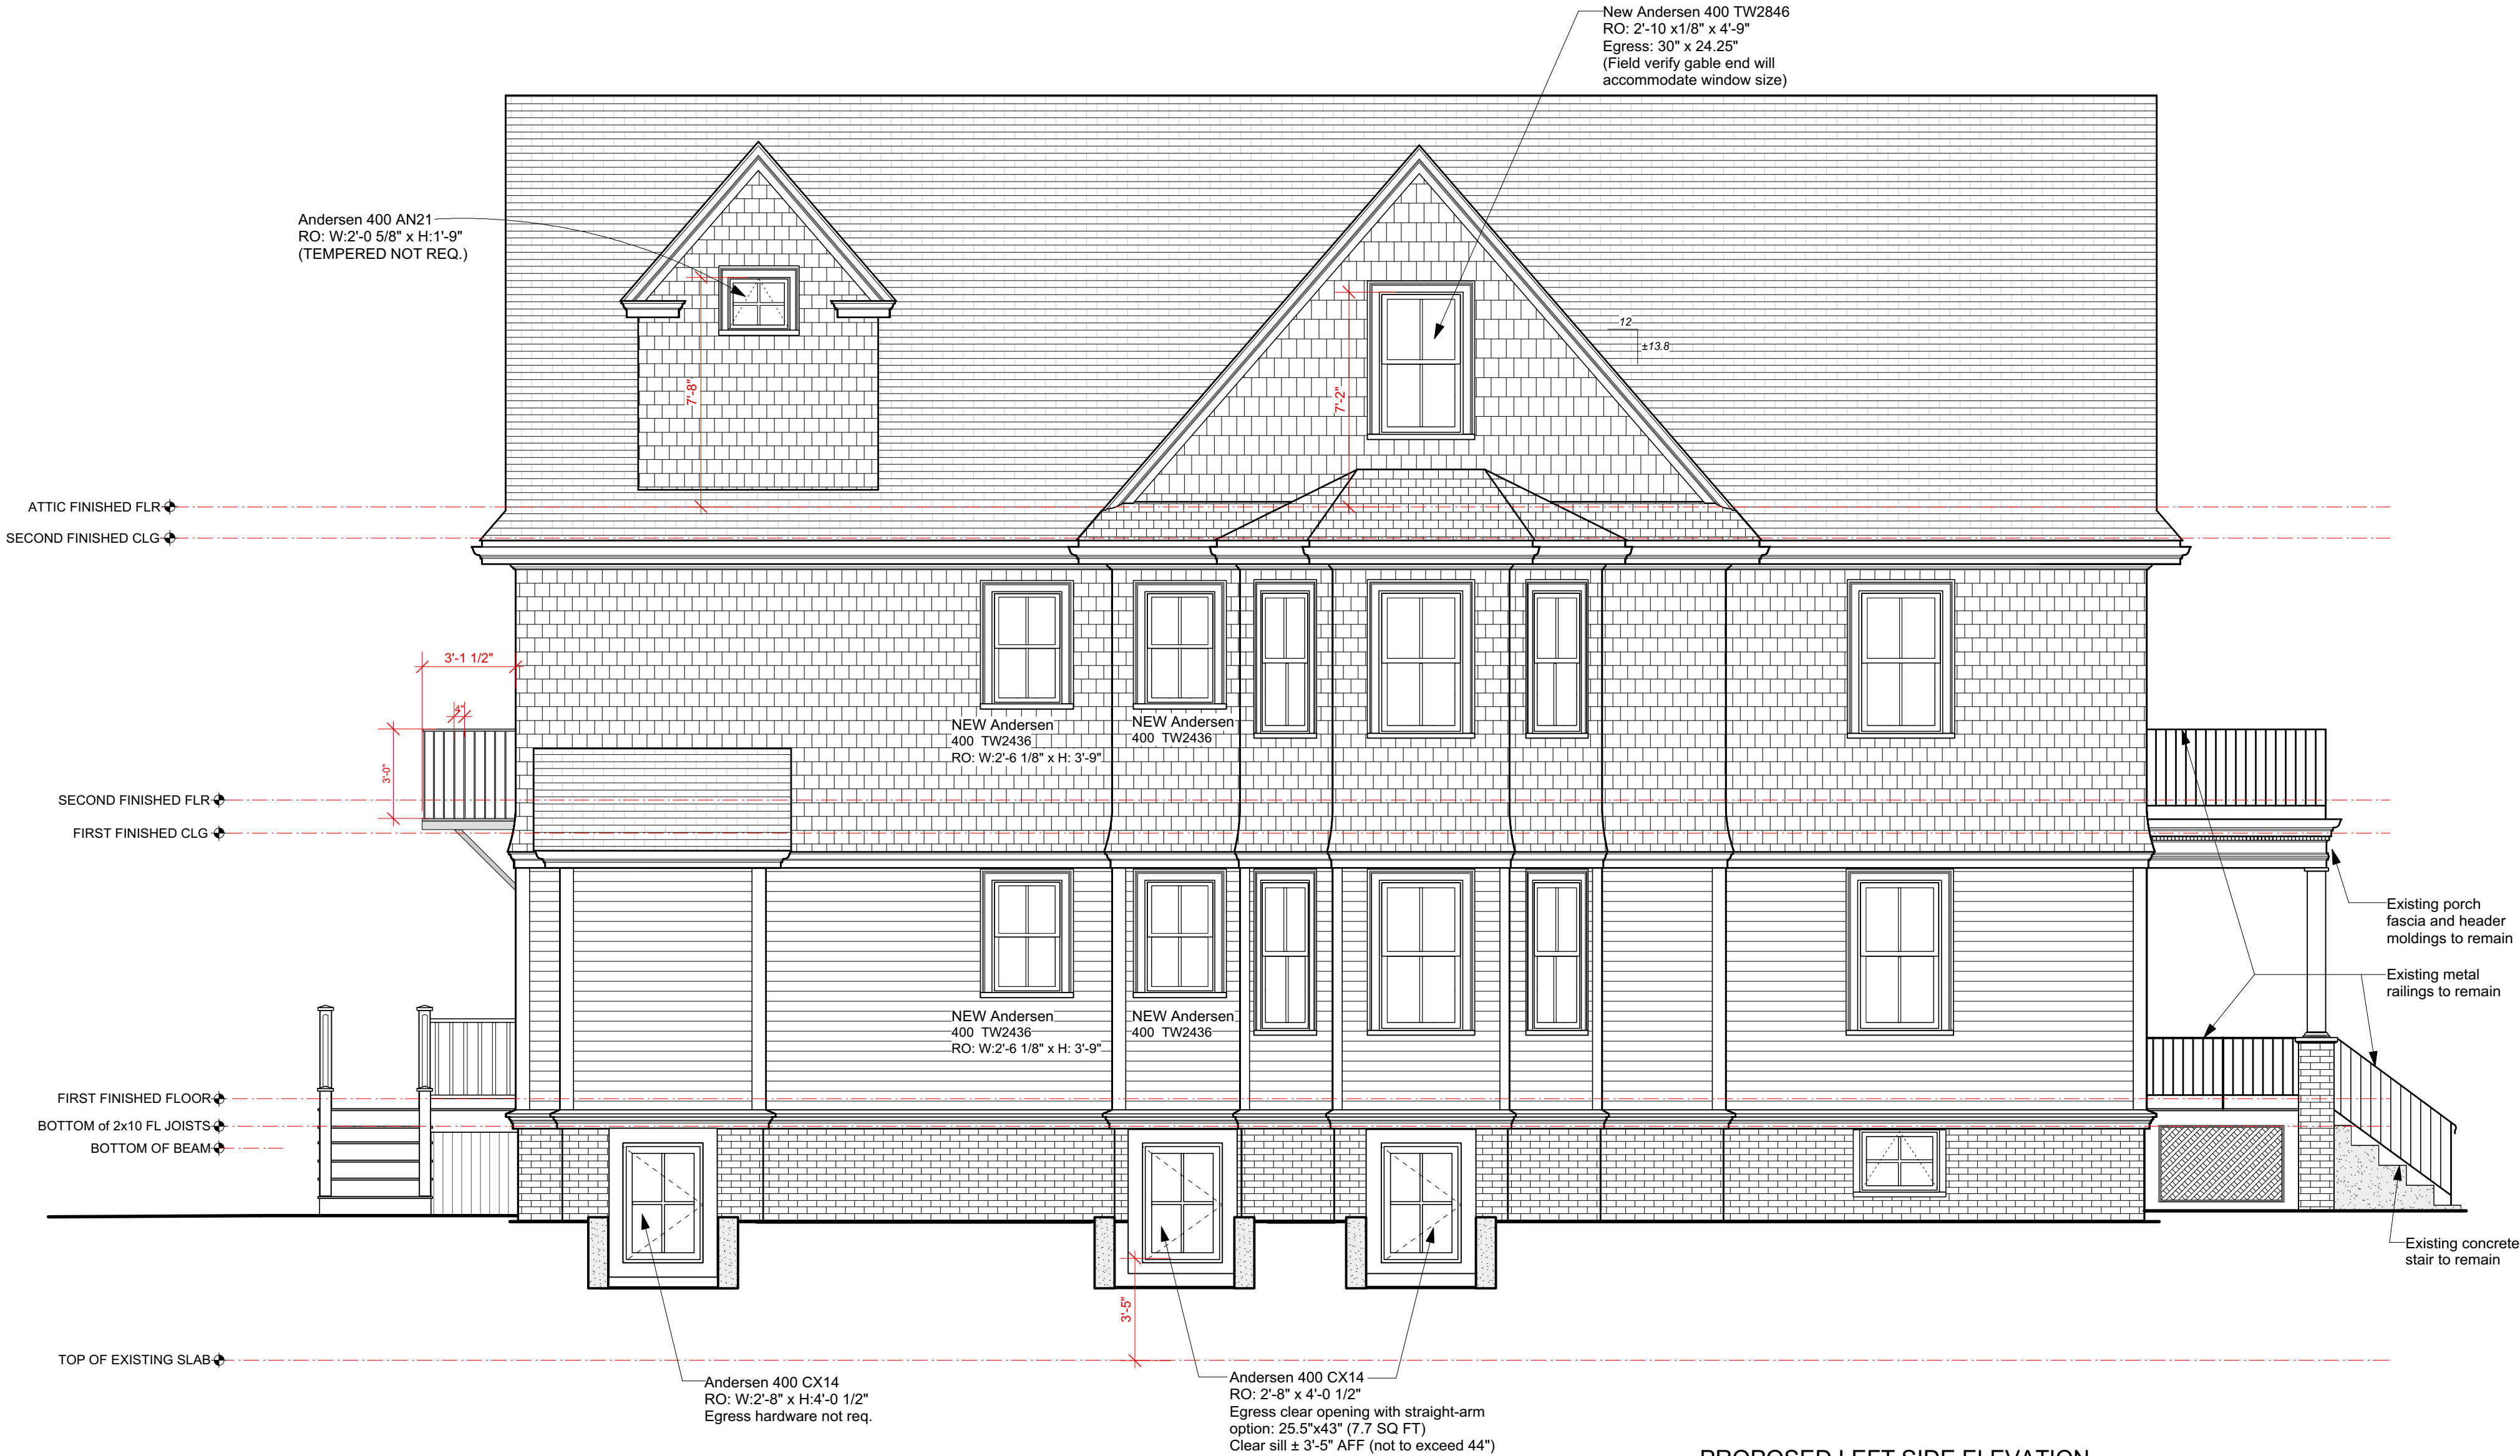 New Andersen 400 TW2846
RO: 2'-10 x1/8" x 4'-9"
Egress: 30" x 24.25"
(Field verify gable end will
accommodate window size)
Andersen 400 AN21
RO: W:2'-0 5/8" x H:1'-9"
(TEMPERED NOT REQ.)
12
±13.8
7'-8"
7'-2"
ATTIC FINISHED FLR
SECOND FINISHED CLG
3'-1 1/2"
4"
3'-0"
NEW Andersen
400 TW2436
RO: W:2'-6 1/8" x H: 3'-9"
NEW Andersen
400 TW2436
SECOND FINISHED FLR
FIRST FINISHED CLG
Existing porch
fascia and header
moldings to remain
Existing metal
railings to remain
NEW Andersen
400 TW2436
RO: W:2'-6 1/8" x H: 3'-9"
NEW Andersen
400 TW2436
FIRST FINISHED FLOOR
BOTTOM of 2x10 FL JOISTS
BOTTOM OF BEAM
Existing concrete
stair to remain
3'-5"
TOP OF EXISTING SLAB
Andersen 400 CX14
RO: W:2'-8" x H:4'-0 1/2"
Egress hardware not req.
Andersen 400 CX14
RO: 2'-8" x 4'-0 1/2"
Egress clear opening with straight-arm
option: 25.5"x43" (7.7 SQ FT)
Clear sill ± 3'-5" AFF (not to exceed 44")
PROPOSED LEFT SIDE ELEVATION